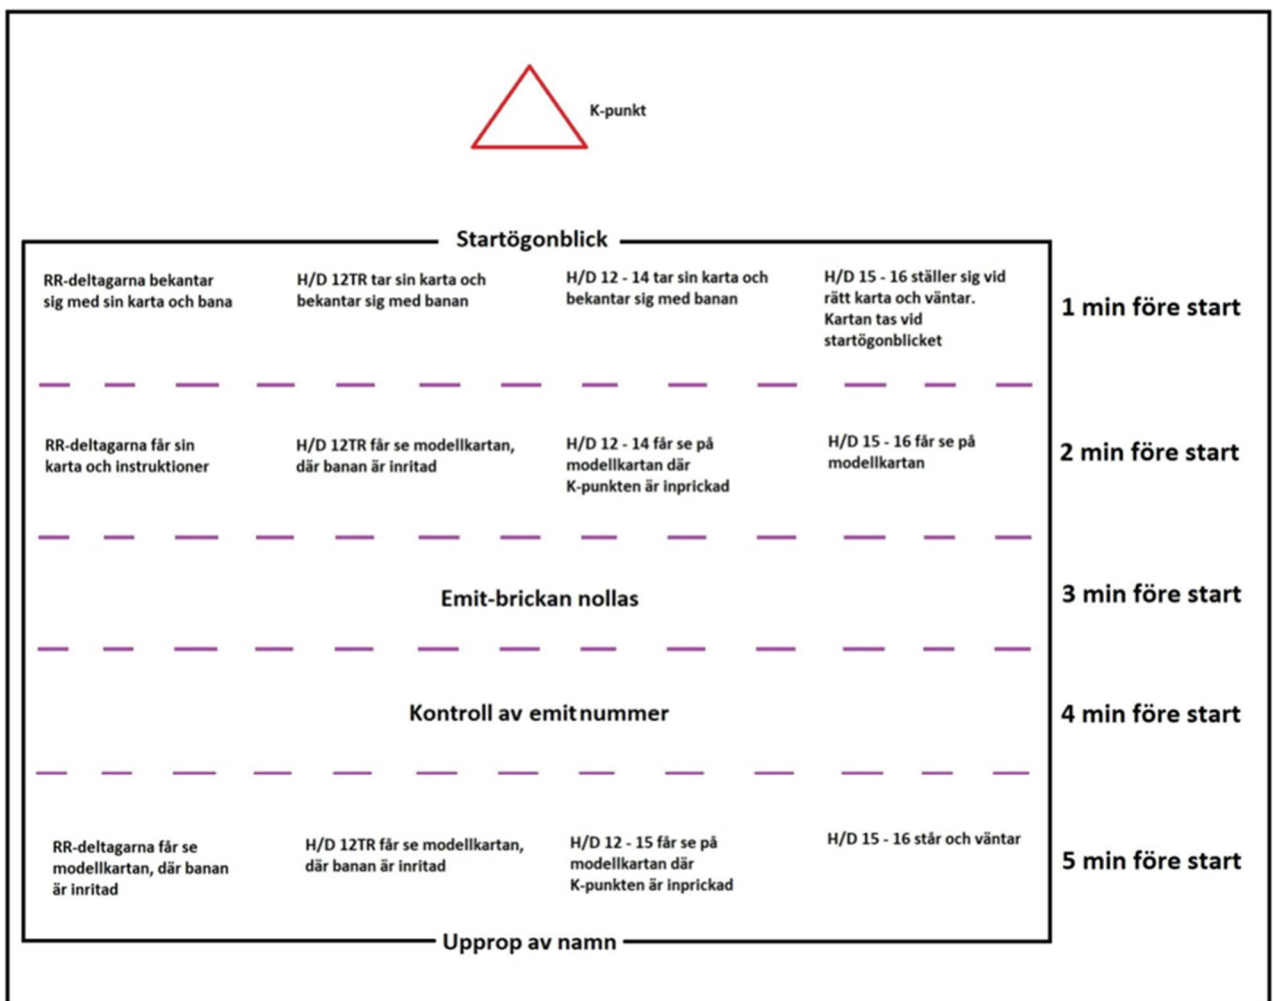 K-punkt
Startögonblick
RR-deltagarna bekantar
sig med sin karta och bana
H/D 12TR tar sin karta och
bekantar sig med banan
H/D 12 - 14 tar sin karta och
bekantar sig med banan
H/D 15 - 16 ställer sig vid
rätt karta och väntar.
Kartan tas vid
startögonblicket
1 min före start
RR-deltagarna får sin
karta och instruktioner
H/D 12TR får se modellkartan,
där banan är inritad
H/D 12 - 14 får se på
modellkartan där
K-punkten är inprickad
H/D 15 - 16 får se på
modellkartan
2 min före start
Emit-brickan nollas
3 min före start
Kontroll av emitnummer
4 min före start
RR-deltagarna får se
modellkartan, där banan
är inritad
H/D 12TR får se modellkartan,
där banan är inritad
H/D 12 - 15 får se på
modellkartan där
K-punkten är inprickad
H/D 15 - 16 står och väntar
5 min före start
Upprop av namn